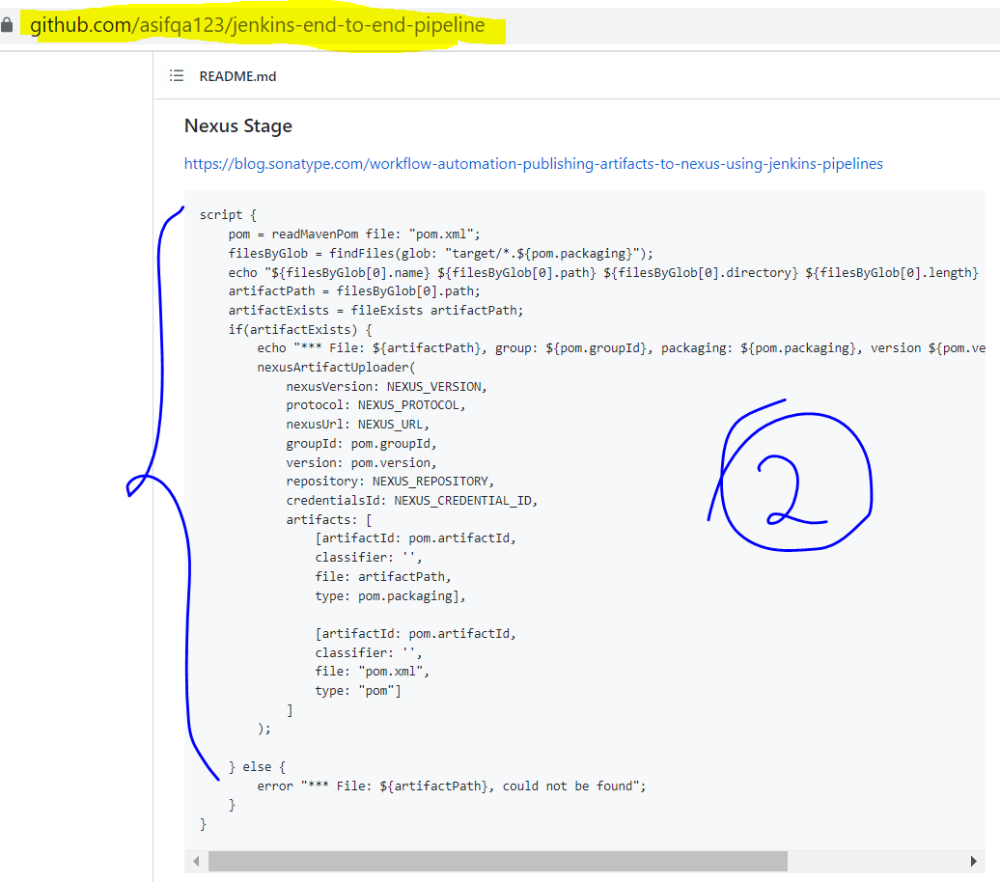 github.com/asifqa123/jenkins-end-to-end-pipeline
README.md
Nexus Stage
https://blog.sonatype.com/workflow-automation-publishing-artifacts-to-nexus-using-jenkins-pipelines
script {
    pom = readMavenPom file: "pom.xml";
    filesByGlob = findFiles(glob: "target/*.${pom.packaging}");
    echo "${filesByGlob[0].name} ${filesByGlob[0].path} ${filesByGlob[0].directory} ${filesByGlob[0].length}
    artifactPath = filesByGlob[0].path;
    artifactExists = fileExists artifactPath;
    if(artifactExists) {
        echo "*** File: ${artifactPath}, group: ${pom.groupId}, packaging: ${pom.packaging}, version ${pom.ve
        nexusArtifactUploader(
            nexusVersion: NEXUS_VERSION,
            protocol: NEXUS_PROTOCOL,
            nexusUrl: NEXUS_URL,
            groupId: pom.groupId,
            version: pom.version,
            repository: NEXUS_REPOSITORY,
            credentialsId: NEXUS_CREDENTIAL_ID,
            artifacts: [
                [artifactId: pom.artifactId,
                classifier: '',
                file: artifactPath,
                type: pom.packaging],
                [artifactId: pom.artifactId,
                classifier: '',
                file: "pom.xml",
                type: "pom"]
            ]
        );
    } else {
        error "*** File: ${artifactPath}, could not be found";
    }
}
2